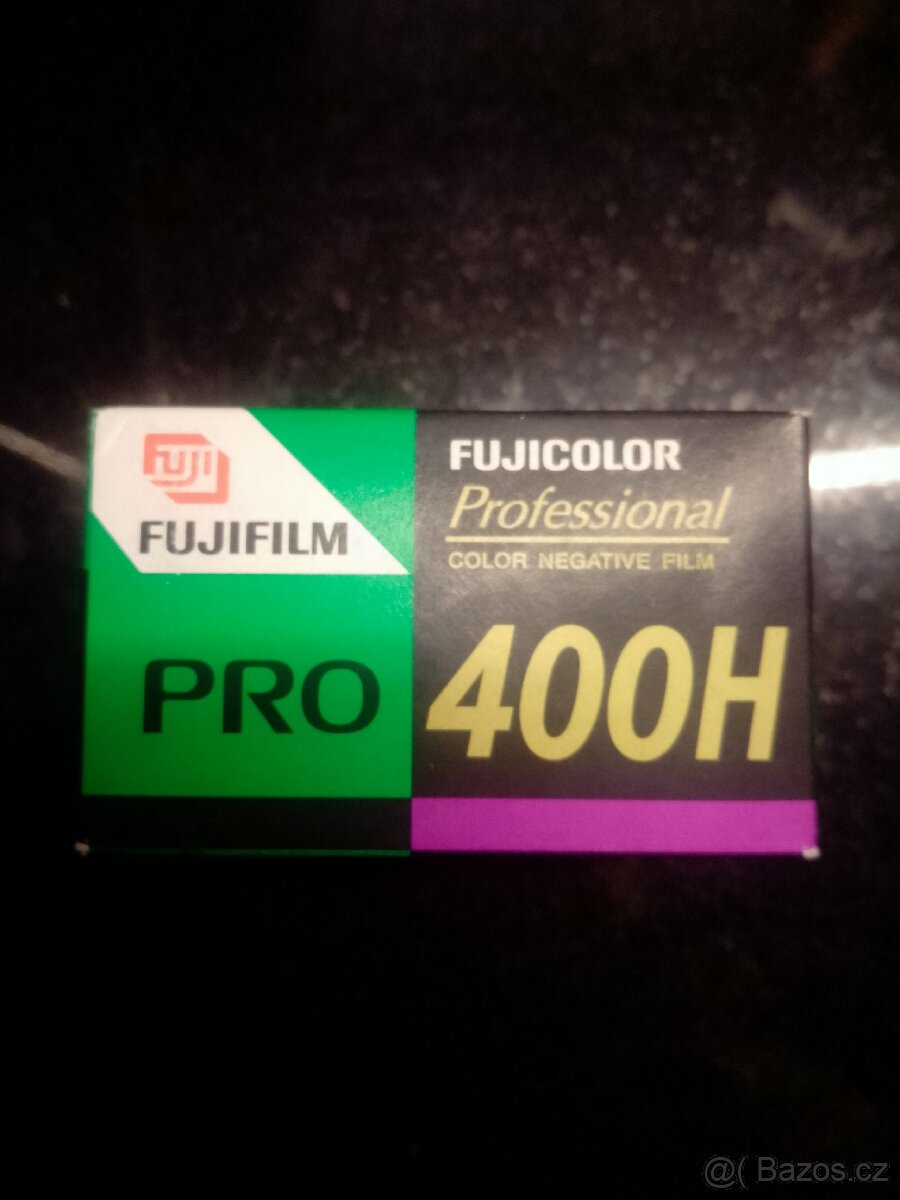 FUJI
FUJIFILM
PRO
FUJICOLOR
Professional
COLOR NEGATIVE FILM
400H
@( Bazos.cz